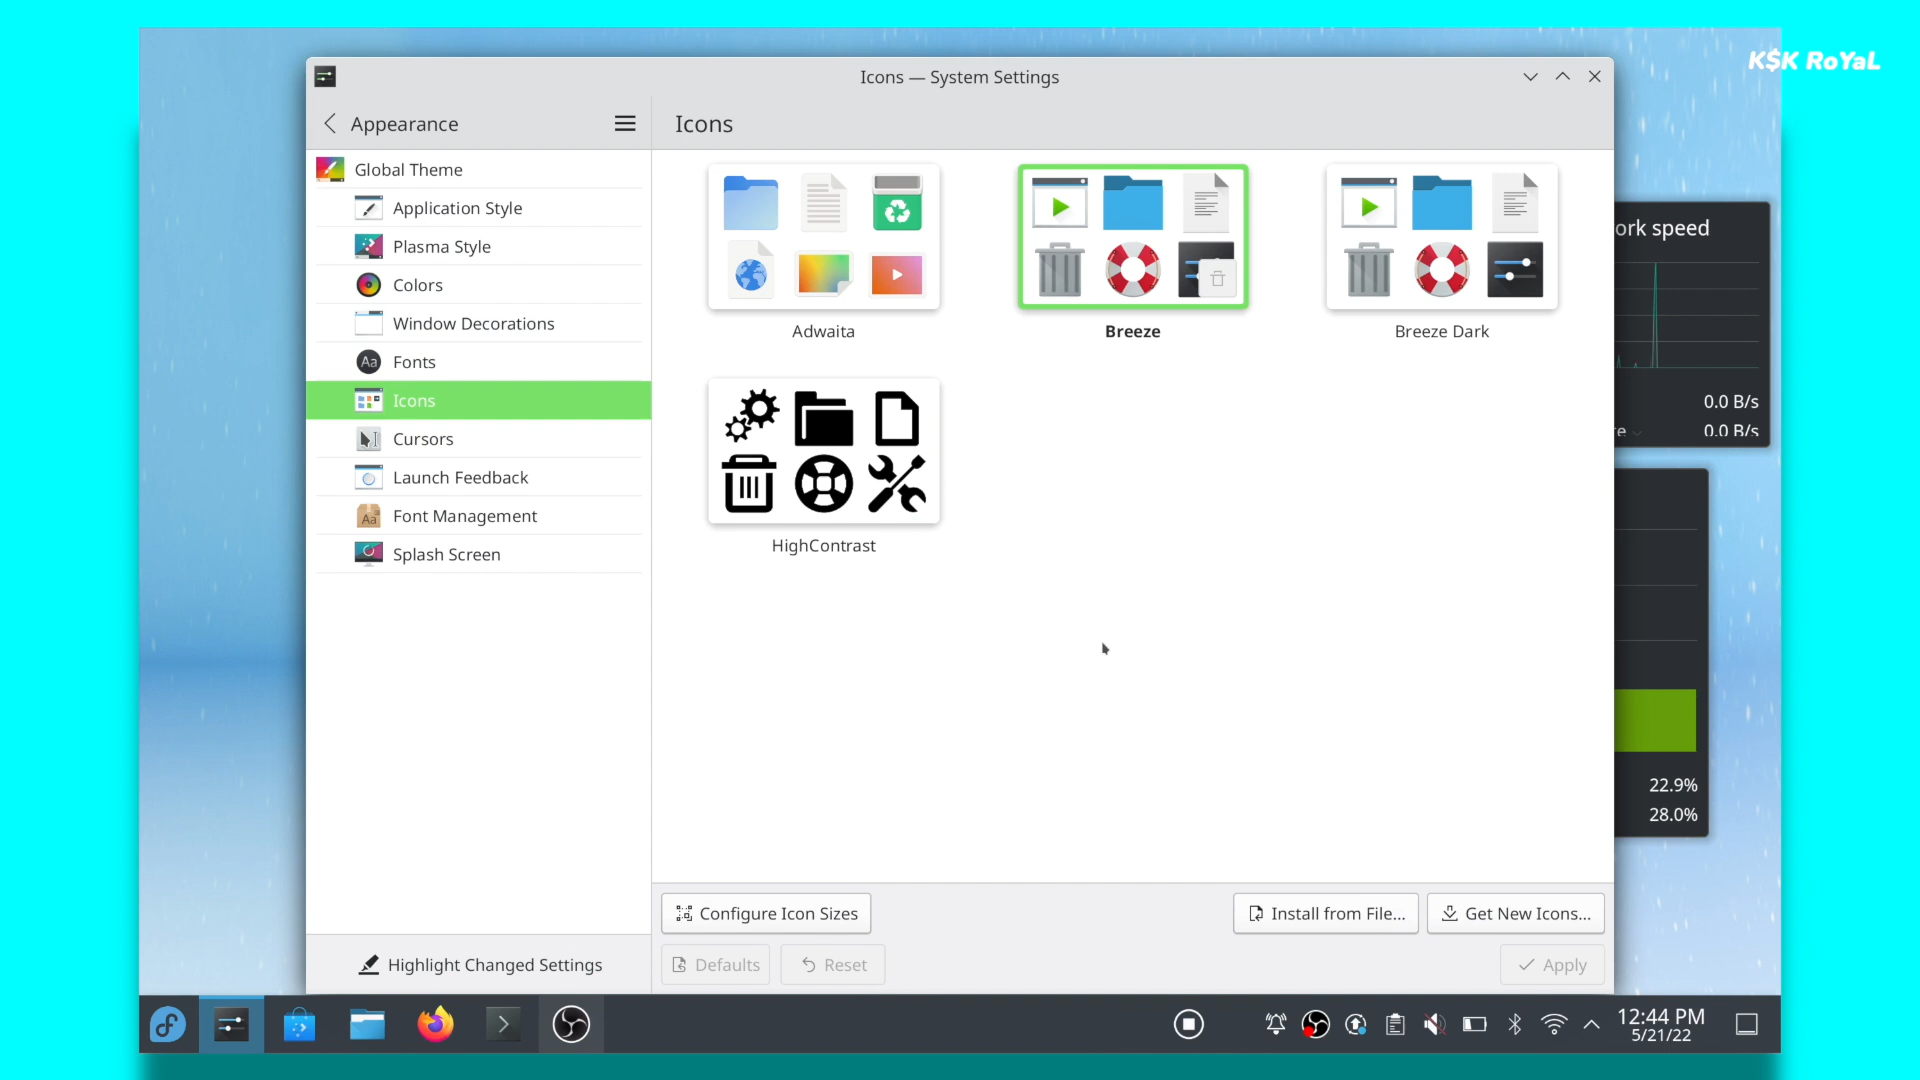 K$K RoYaL
Icons — System Settings
Appearance
Icons
Global Theme
Application Style
Plasma Style
Colors
Window Decorations
Aa
Fonts
Icons
Cursors
Launch Feedback
Aa
Font Management
Splash Screen
Highlight Changed Settings
Adwaita
Breeze
Breeze Dark
HighContrast
Configure Icon Sizes
Install from File...
Get New Icons...
Defaults
Reset
Apply
ork speed
0.0 B/s
e
0.0 B/s
22.9%
28.0%
12:44 PM
5/21/22